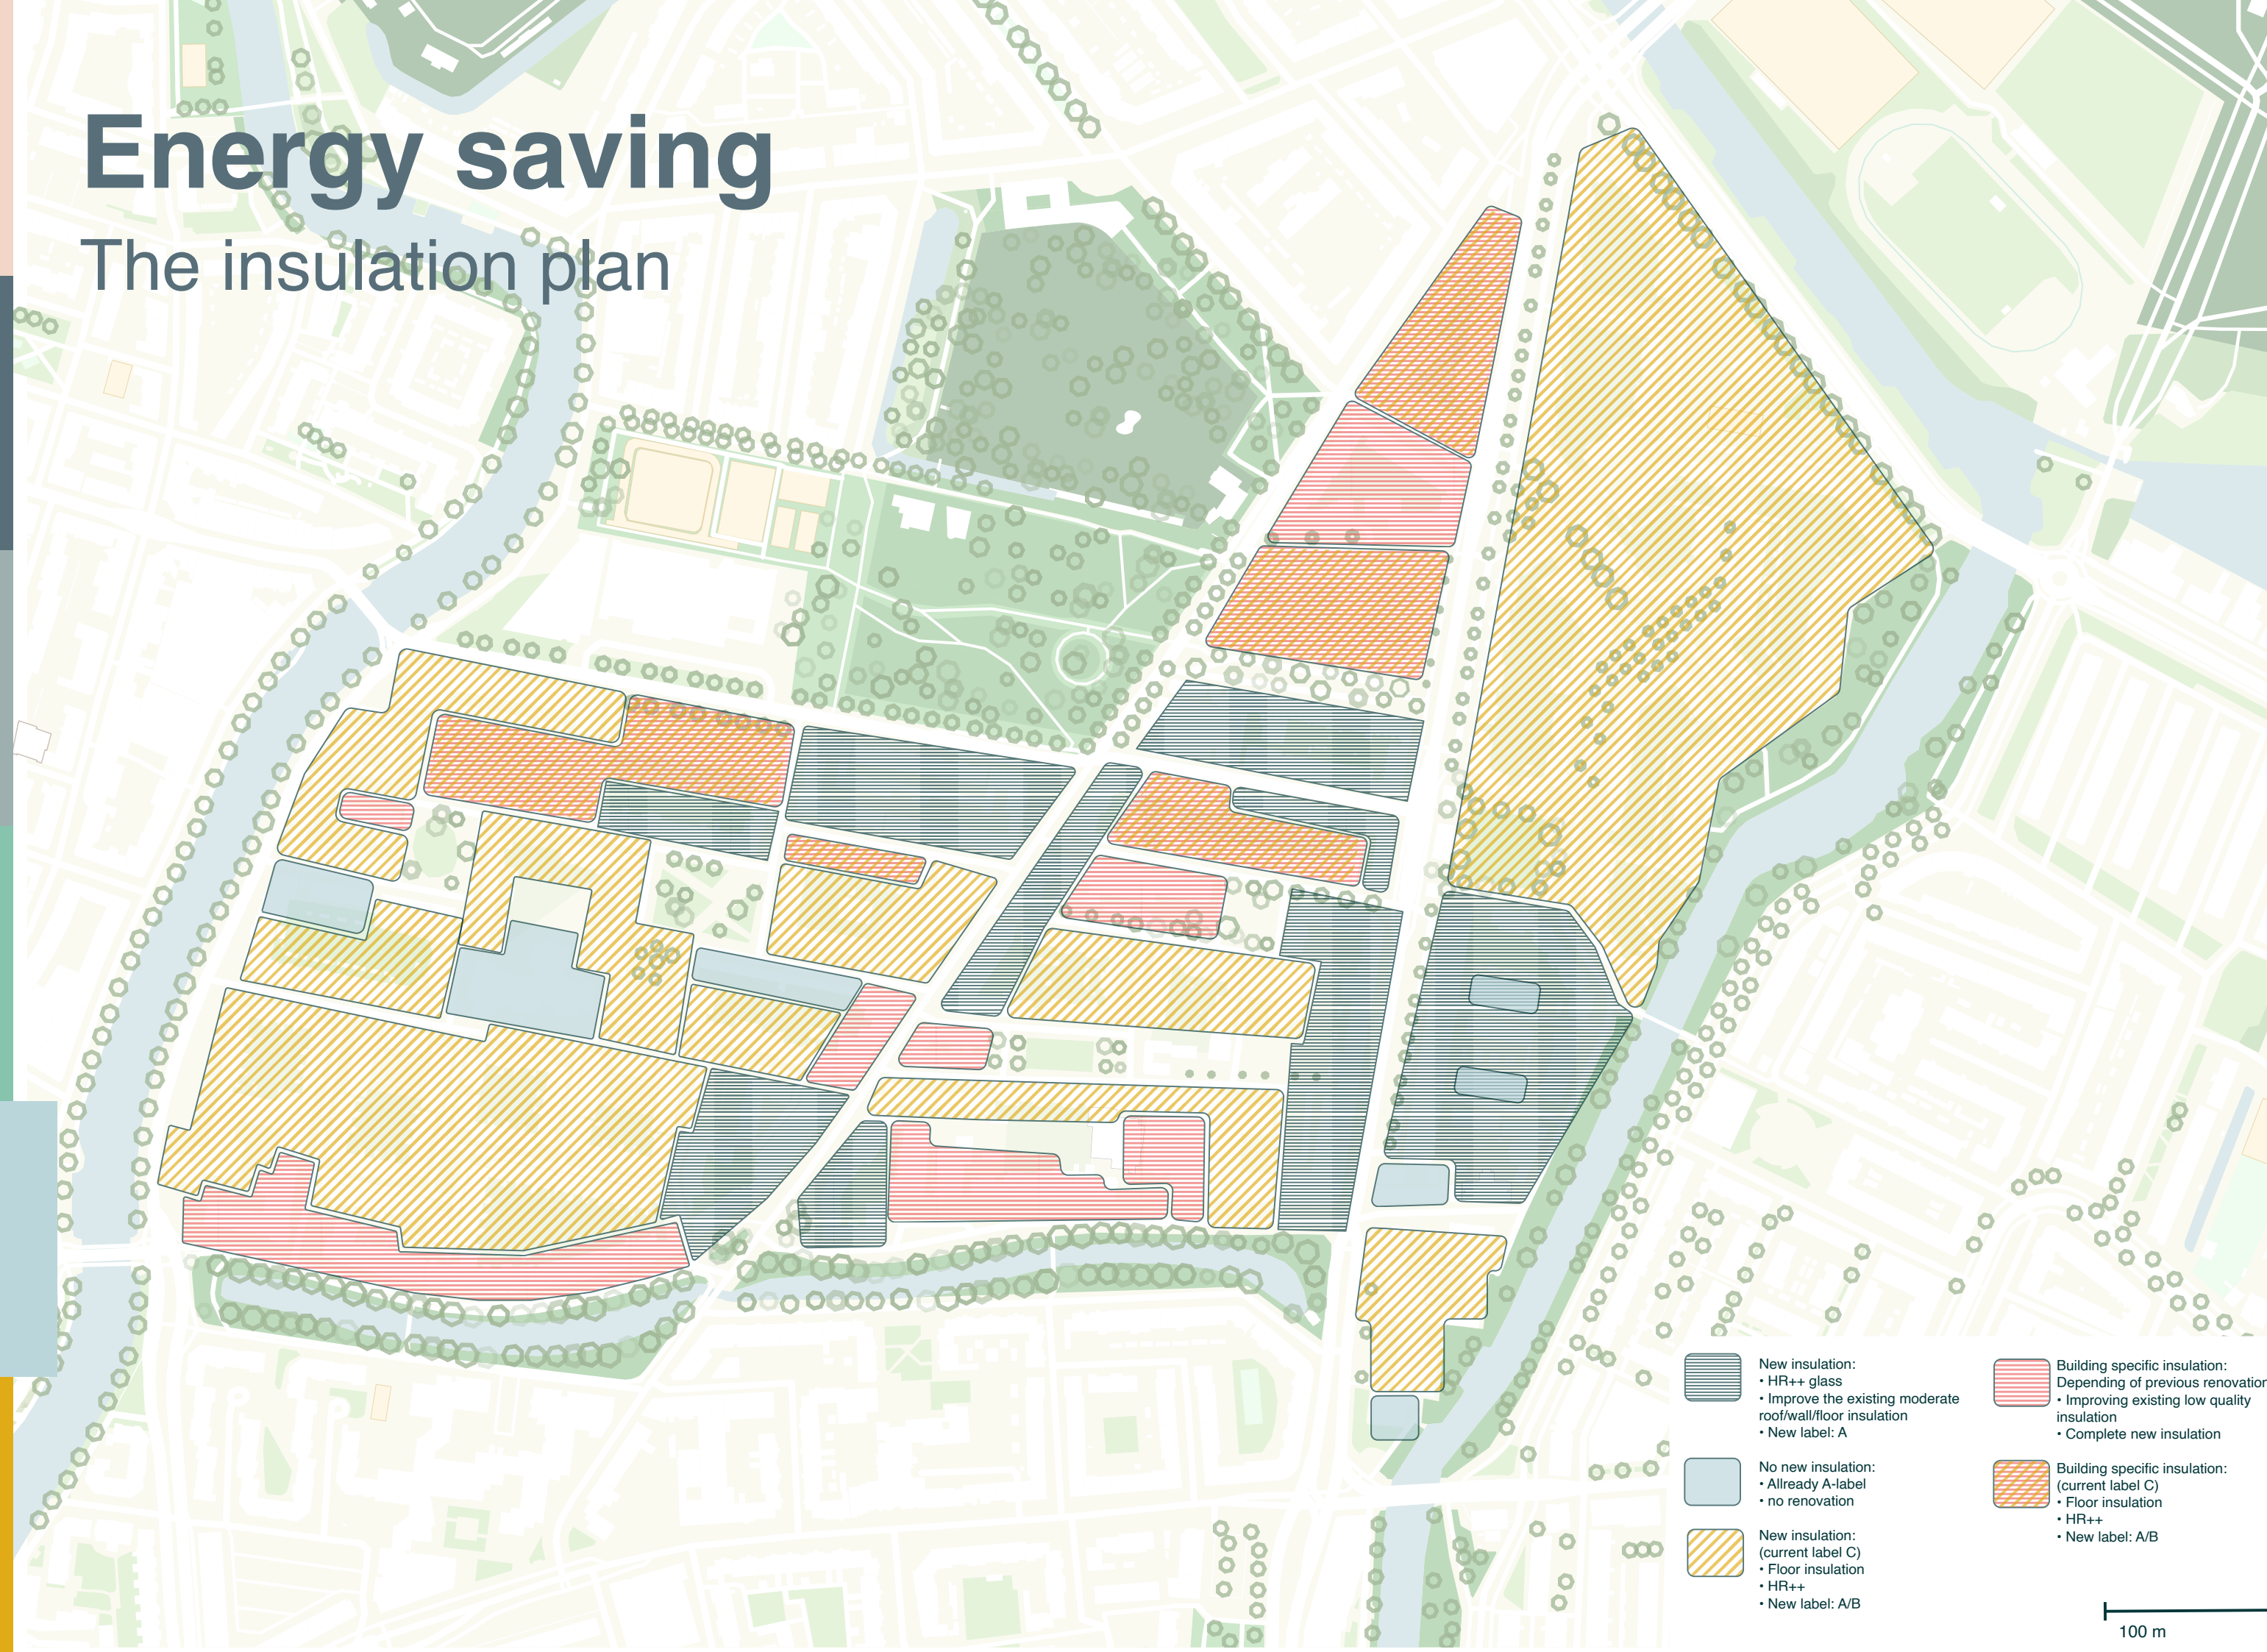 Energy saving
The insulation plan
New insulation:
• HR++ glass
• Improve the existing moderate
roof/wall/floor insulation
• New label: A
No new insulation:
• Allready A-label
• no renovation
New insulation:
(current label C)
• Floor insulation
• HR++
• New label: A/B
Building specific insulation:
Depending of previous renovation
• Improving existing low quality
insulation
• Complete new insulation
Building specific insulation:
(current label C)
• Floor insulation
• HR++
• New label: A/B
100 m